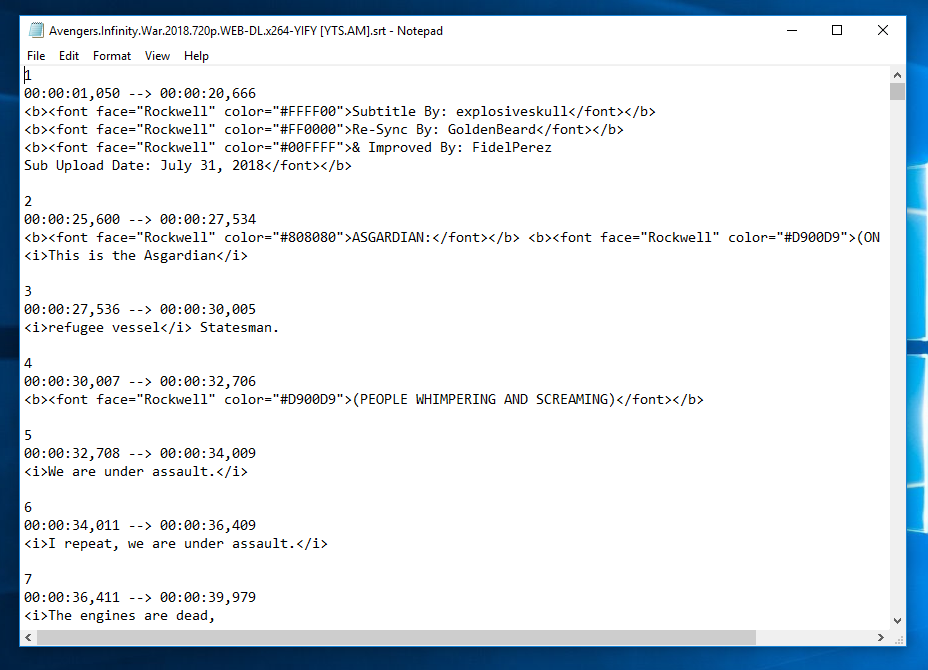 Avengers.Infinity.War.2018.720p.WEB-DL.x264-YIFY [YTS.AM].srt - Notepad
File Edit Format View Help
1
00:00:01,050 --> 00:00:20,666
<b><font face="Rockwell" color="#FFFF00">Subtitle By: explosiveskull</font></b>
<b><font face="Rockwell" color="#FF0000">Re-Sync By: GoldenBeard</font></b>
<b><font face="Rockwell" color="#00FFFF">& Improved By: FidelPerez
Sub Upload Date: July 31, 2018</font></b>
2
00:00:25,600 --> 00:00:27,534
<b><font face="Rockwell" color="#808080">ASGARDIAN:</font></b> <b><font face="Rockwell" color="#D900D9">(ON
<i>This is the Asgardian</i>
3
00:00:27,536 --> 00:00:30,005
<i>refugee vessel</i> Statesman.
4
00:00:30,007 --> 00:00:32,706
<b><font face="Rockwell" color="#D900D9">(PEOPLE WHIMPERING AND SCREAMING)</font></b>
5
00:00:32,708 --> 00:00:34,009
<i>We are under assault.</i>
6
00:00:34,011 --> 00:00:36,409
<i>I repeat, we are under assault.</i>
7
00:00:36,411 --> 00:00:39,979
<i>The engines are dead,